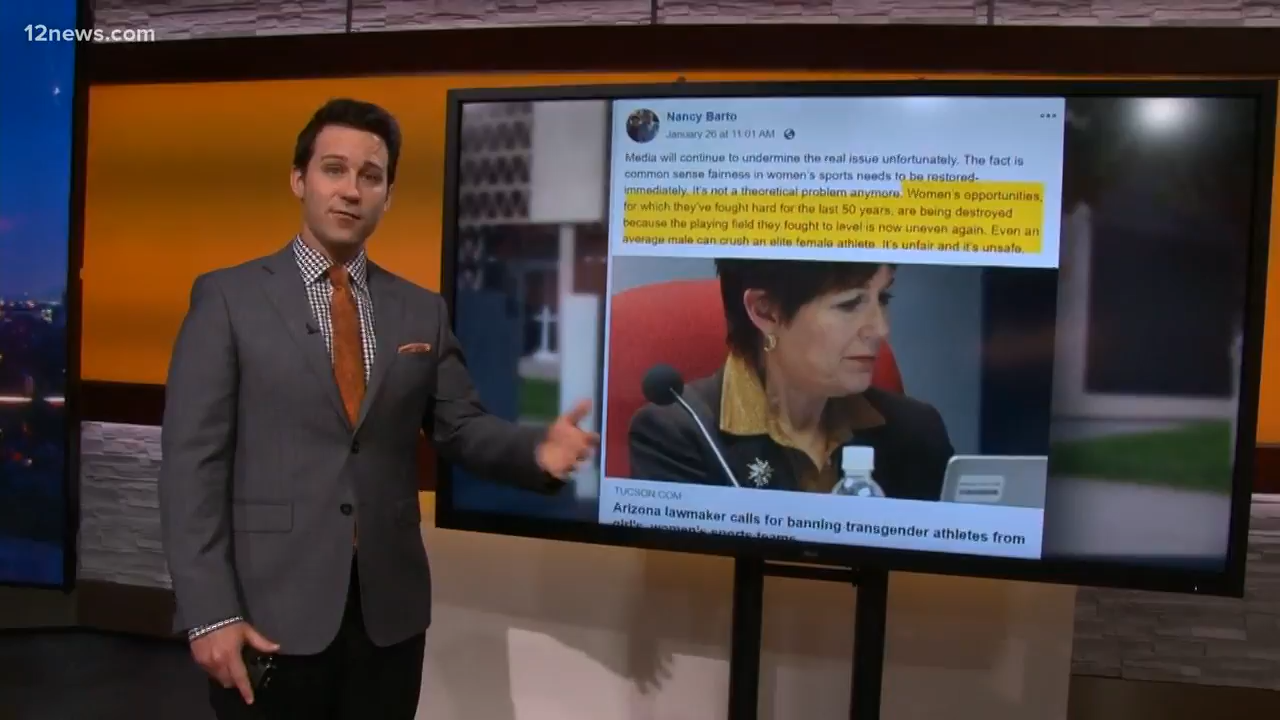 12news.com
Nancy Barto
January 26 at 11:01 AM
Media will continue to undermine the real issue unfortunately. The fact is
common sense fairness in women's sports needs to be restored-
immediately. It's not a theoretical problem anymore. Women's opportunities,
for which they've fought hard for the last 50 years, are being destroyed
because the playing field they fought to level is now uneven again. Even an
average male can crush an elite female athlete. It's unfair and it's unsafe.
TUCSON.COM
Arizona lawmaker calls for banning transgender athletes from
girl's, women's sports teams